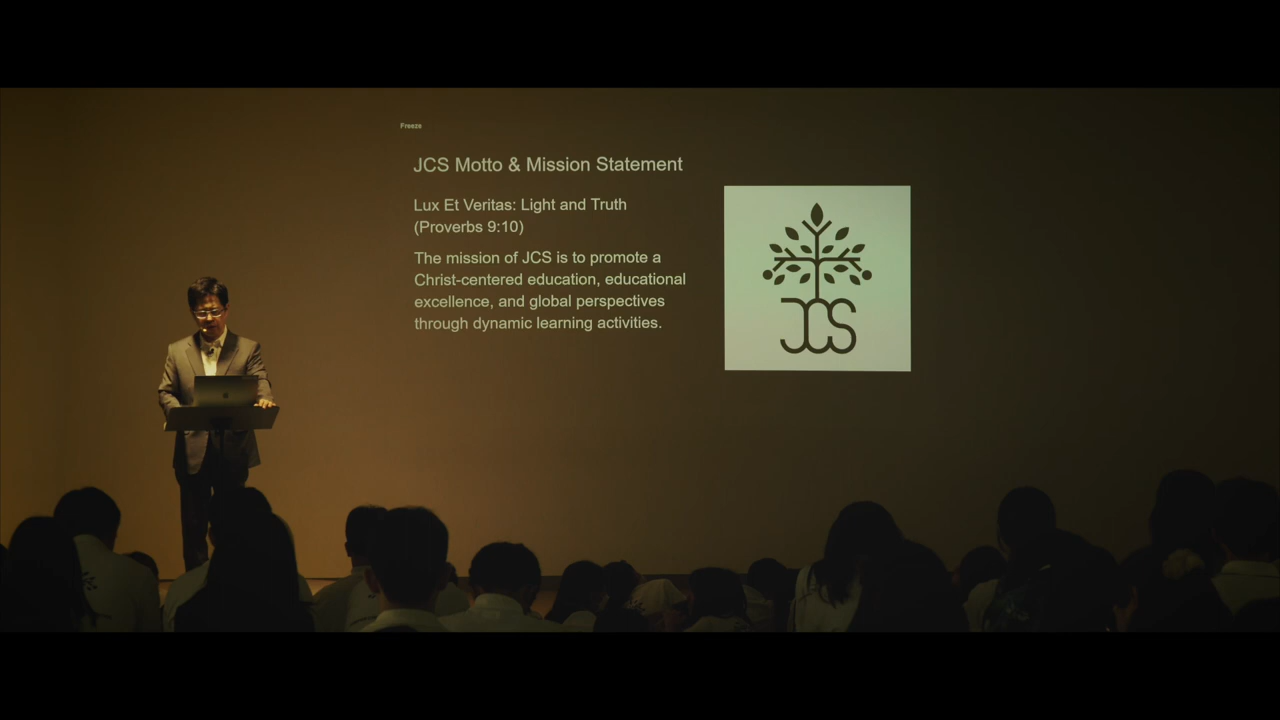 Freeze
JCS Motto & Mission Statement
Lux Et Veritas: Light and Truth
(Proverbs 9:10)
The mission of JCS is to promote a
Christ-centered education, educational
excellence, and global perspectives
through dynamic learning activities.
JCS